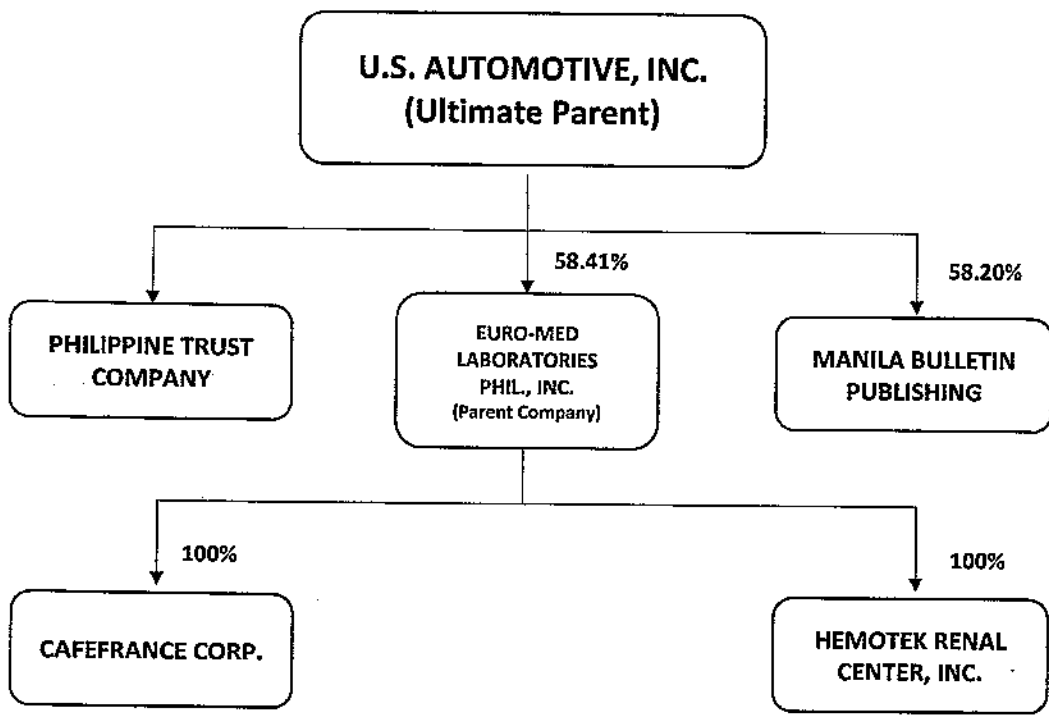 U.S. AUTOMOTIVE, INC.
(Ultimate Parent)
58.41%
58.20%
PHILIPPINE TRUST
COMPANY
EURO-MED
LABORATORIES
PHIL., INC.
(Parent Company)
MANILA BULLETIN
PUBLISHING
100%
100%
CAFEFRANCE CORP.
HEMOTEK RENAL
CENTER, INC.